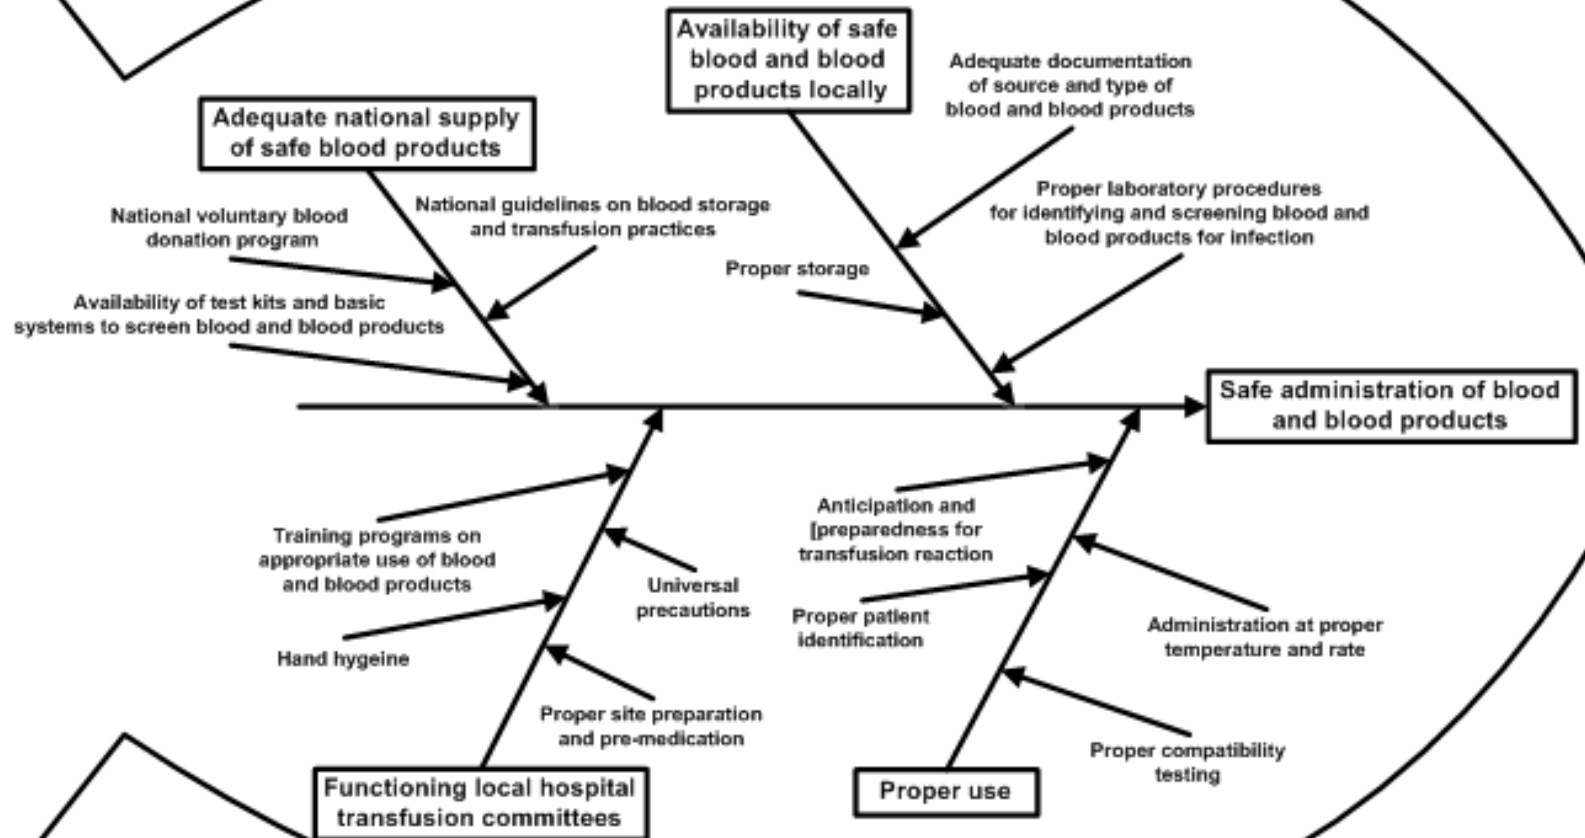 Availability of safe
blood and blood
products locally
Adequate documentation
of source and type of
blood and blood products
Adequate national supply
of safe blood products
National voluntary blood
donation program
National guidelines on blood storage
and transfusion practices
Proper laboratory procedures
for identifying and screening blood and
blood products for infection
Proper storage
Availability of test kits and basic
systems to screen blood and blood products
Safe administration of blood
and blood products
Training programs on
appropriate use of blood
and blood products
Universal
precautions
Hand hygeine
Proper site preparation
and pre-medication
Functioning local hospital
transfusion committees
Anticipation and
[preparedness for
transfusion reaction
Proper patient
identification
Administration at proper
temperature and rate
Proper compatibility
testing
Proper use